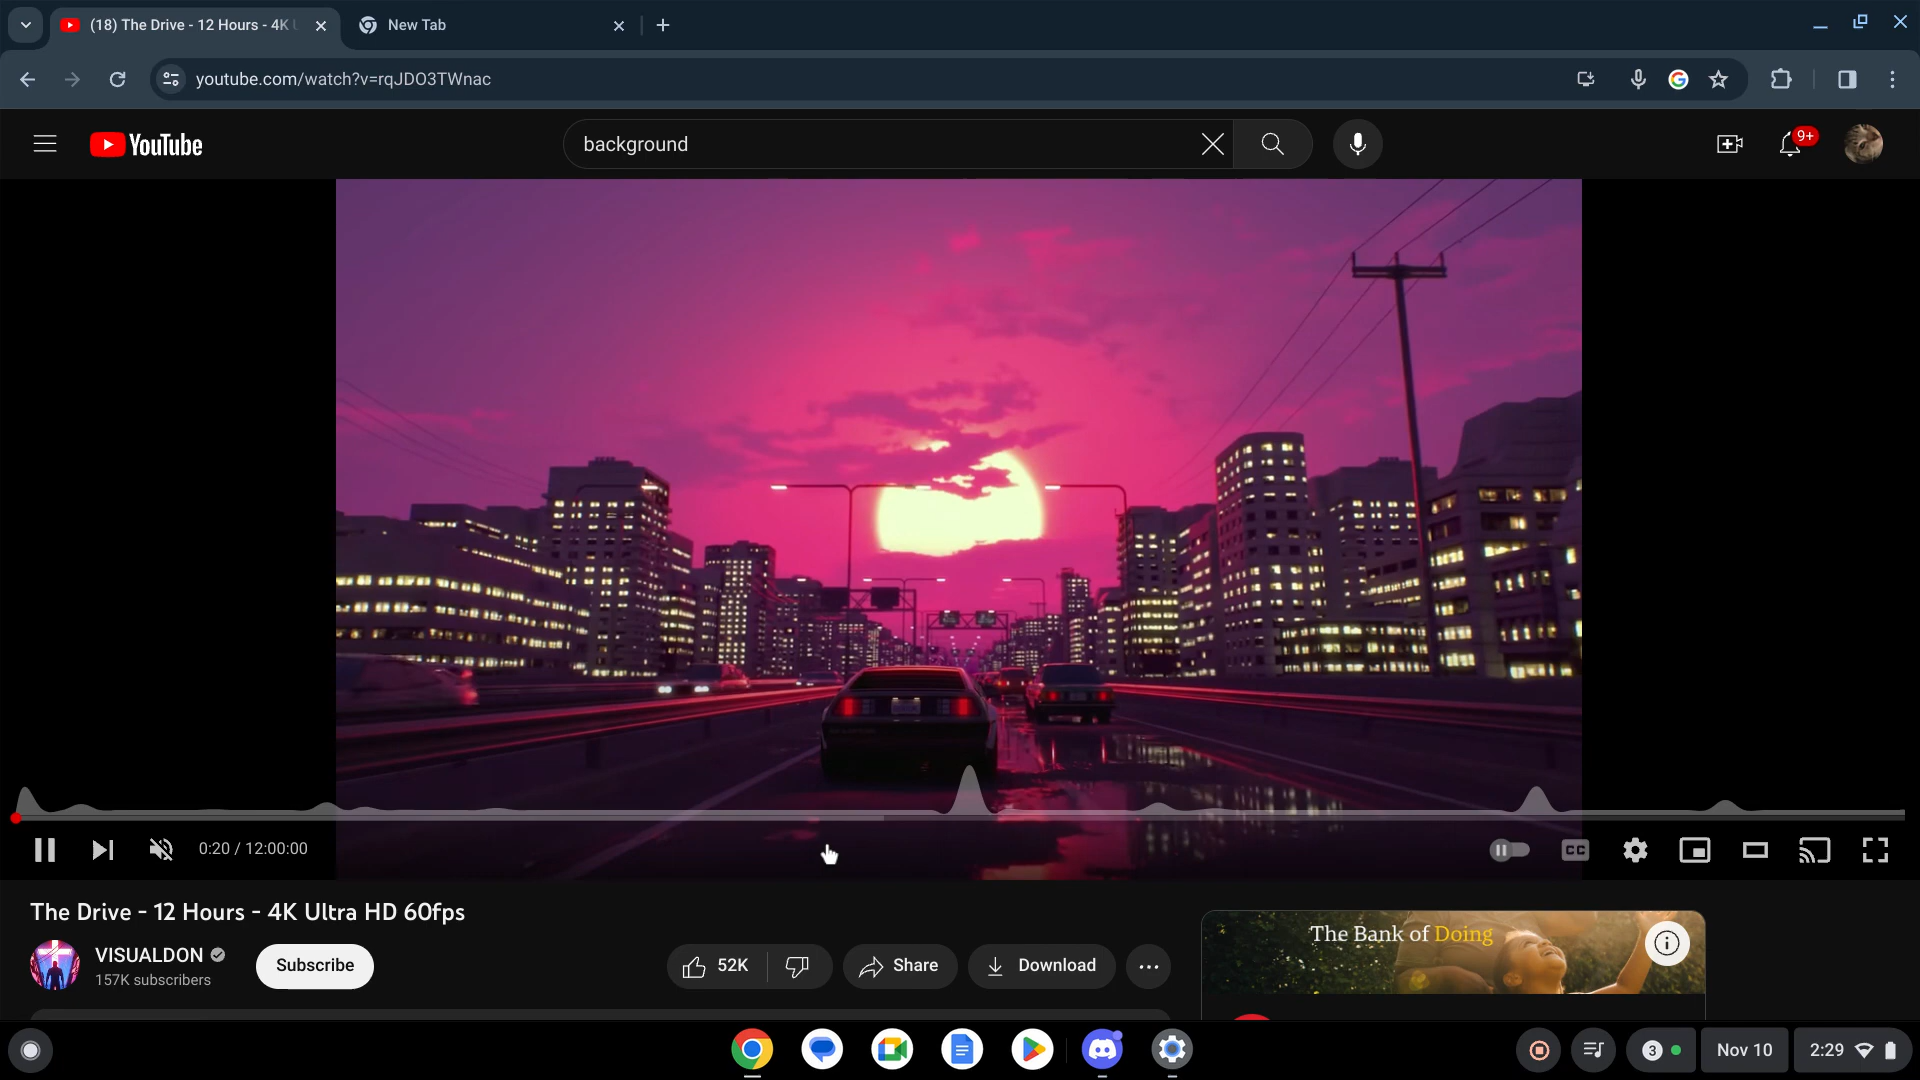 (18) The Drive - 12 Hours - 4K
New Tab
youtube.com/watch?v=rqJDO3TWnac
YouTube
background
9+
0:20 / 12:00:00
CC
The Drive - 12 Hours - 4K Ultra HD 60fps
VISUALDON
157K subscribers
Subscribe
52K
Share
Download
The Bank of Doing
3
Nov 10
2:29